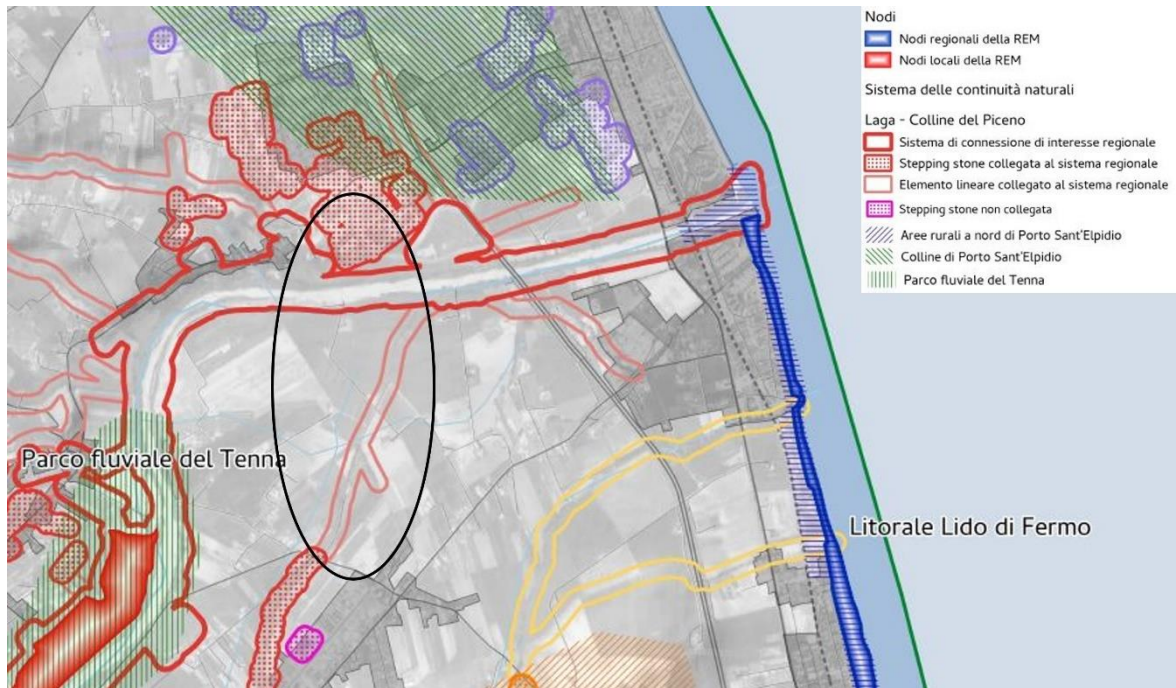 Nodi
Nodi regionali della REM
Nodi locali della REM
Sistema delle continuità naturali
Laga - Colline del Piceno
Sistema di connessione di interesse regionale
Stepping stone collegata al sistema regionale
Elemento lineare collegato al sistema regionale
Stepping stone non collegata
Aree rurali a nord di Porto Sant'Elpidio
Colline di Porto Sant'Elpidio
Parco fluviale del Tenna
Parco fluviale del Tenna
Litorale Lido di Fermo